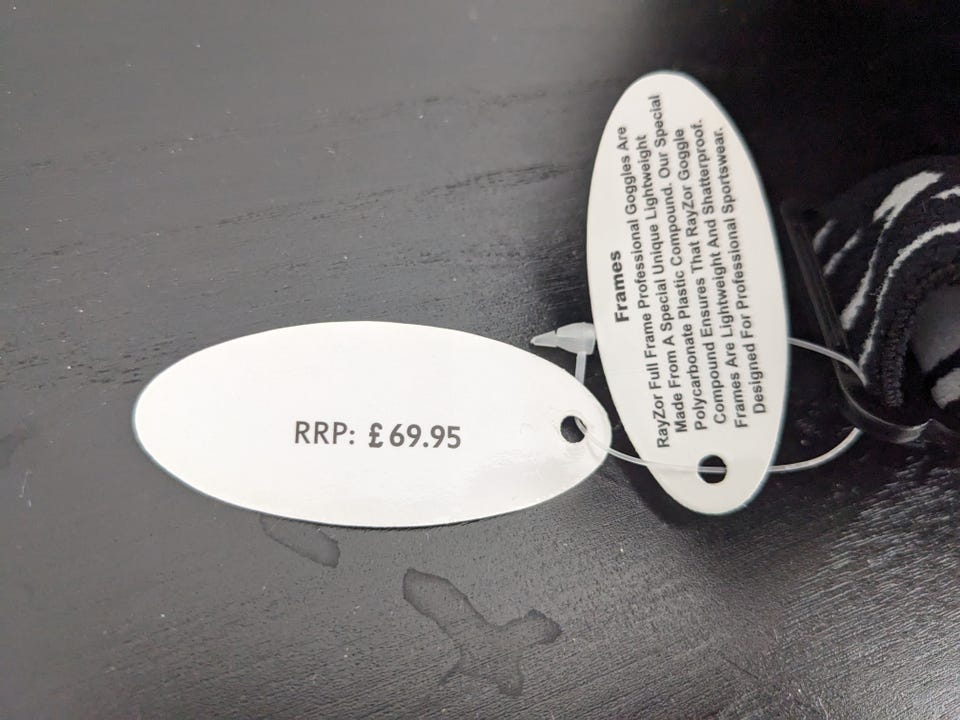 RRP: £69.95
Frames
RayZor Full Frame Professional Goggles Are
Made From A Special Unique Lightweight
Polycarbonate Plastic Compound. Our Special
Compound Ensures That RayZor Goggle
Frames Are Lightweight And Shatterproof.
Designed For Professional Sportswear.